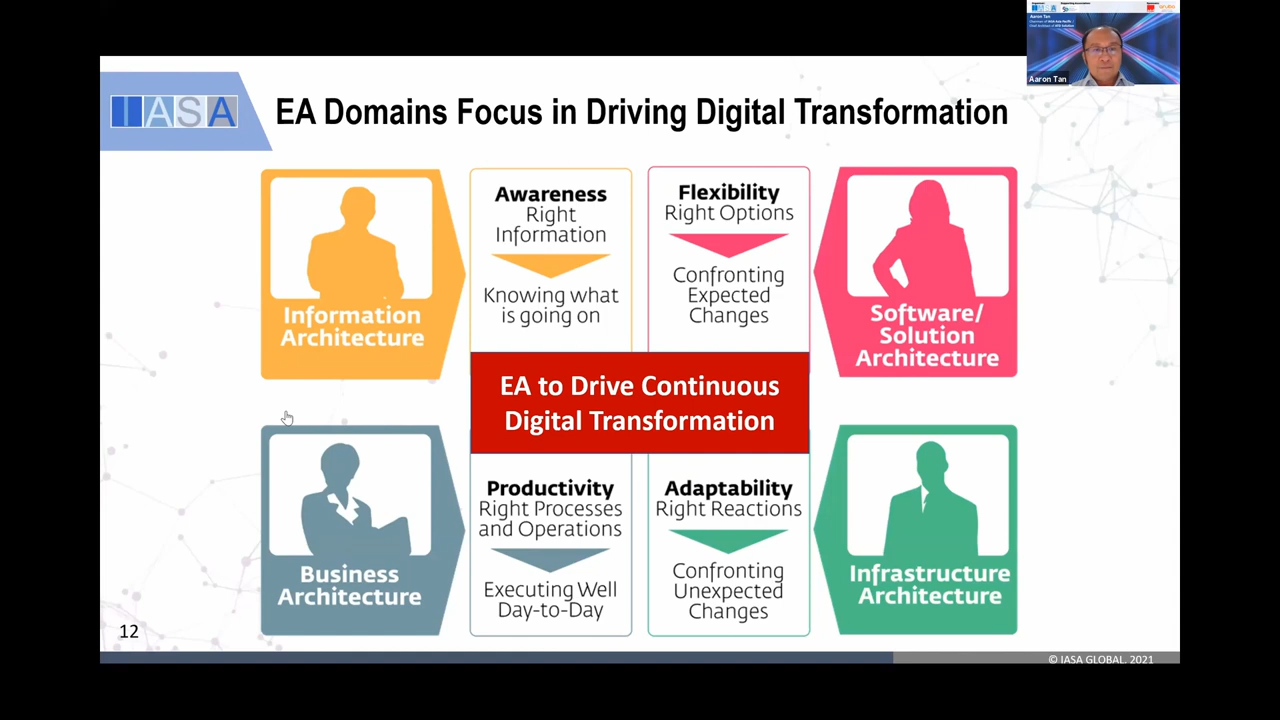 IASA
EA Domains Focus in Driving Digital Transformation
Aaron Tan
Aaron Tan
Information
Architecture
Awareness
Right
Information
Knowing what
is going on
Flexibility
Right Options
Confronting
Expected
Changes
Software/
Solution
Architecture
EA to Drive Continuous
Digital Transformation
Business
Architecture
Productivity
Right Processes
and Operations
Executing Well
Day-to-Day
Adaptability
Right Reactions
Confronting
Unexpected
Changes
Infrastructure
Architecture
12
© IASA GLOBAL. 2021